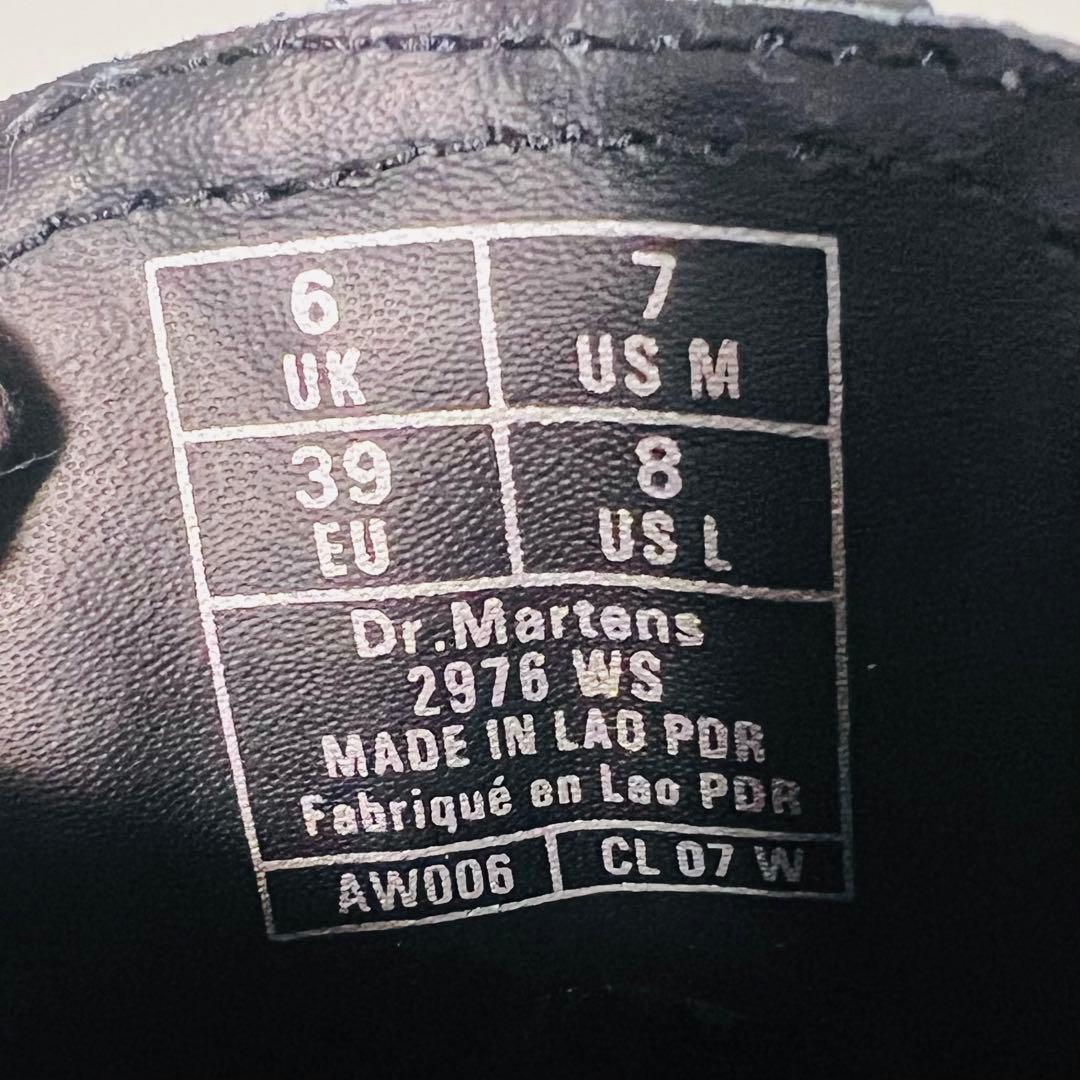 6
UK
7
US M
39
EU
8
US L
Dr.Martens
2976 WS
MADE IN LAO PDR
Fabriqué en Lao PDR
AW006
CL 07 W